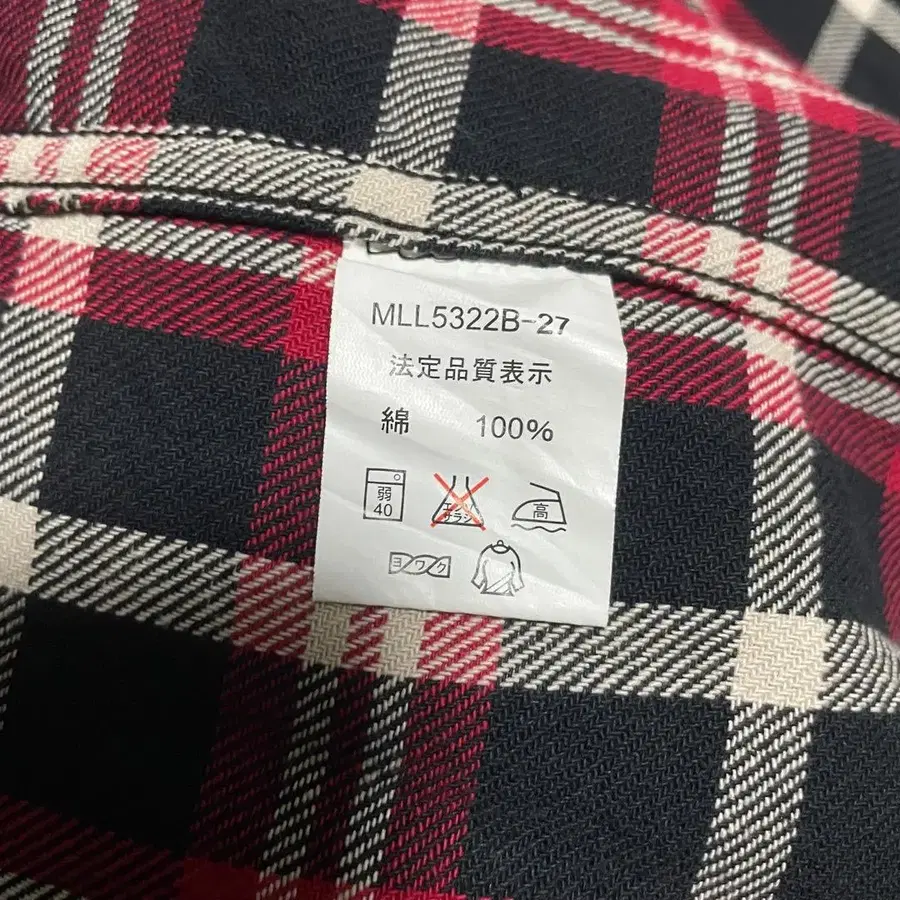 MLL5322B-27
法定品質表示
綿 100%
弱 エンソサラシ 高
40
ヨワク